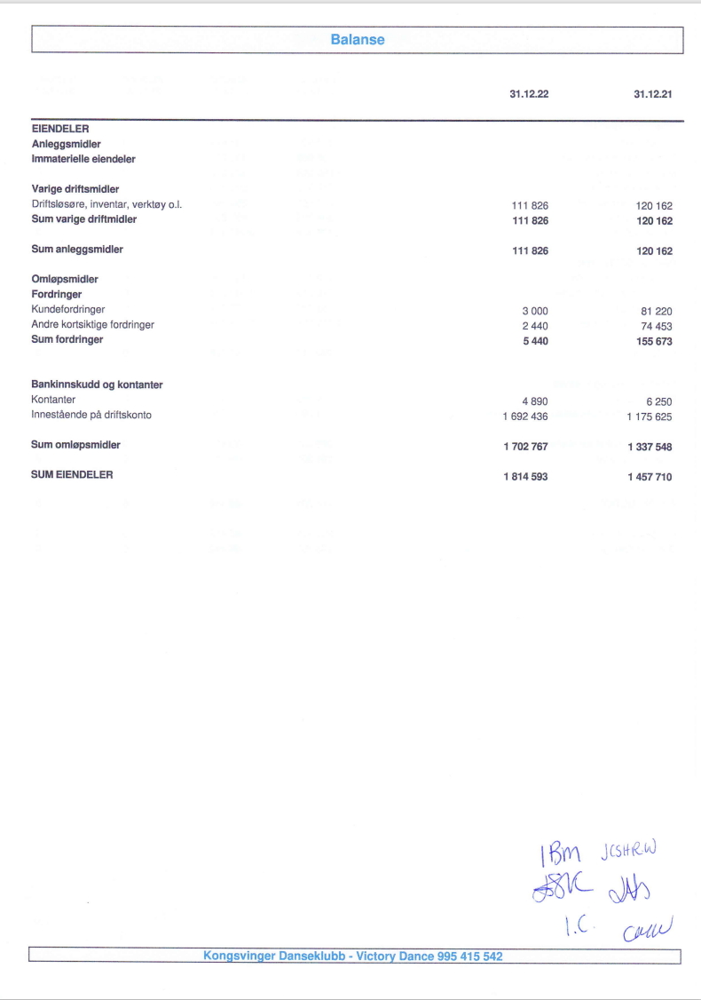 Balanse
31.12.22 31.12.21
EIENDELER
Anleggsmidler
Immaterielle eiendeler
Varige driftsmidler
Driftsløsøre, inventar, verktøy o.l. 111 826 120 162
Sum varige driftmidler 111 826 120 162
Sum anleggsmidler 111 826 120 162
Omløpsmidler
Fordringer
Kundefordringer 3 000 81 220
Andre kortsiktige fordringer 2 440 74 453
Sum fordringer 5 440 155 673
Bankinnskudd og kontanter
Kontanter 4 890 6 250
Innestående på driftskonto 1 692 436 1 175 625
Sum omløpsmidler 1 702 767 1 337 548
SUM EIENDELER 1 814 593 1 457 710
IBM
I.C.
Kongsvinger Danseklubb - Victory Dance 995 415 542